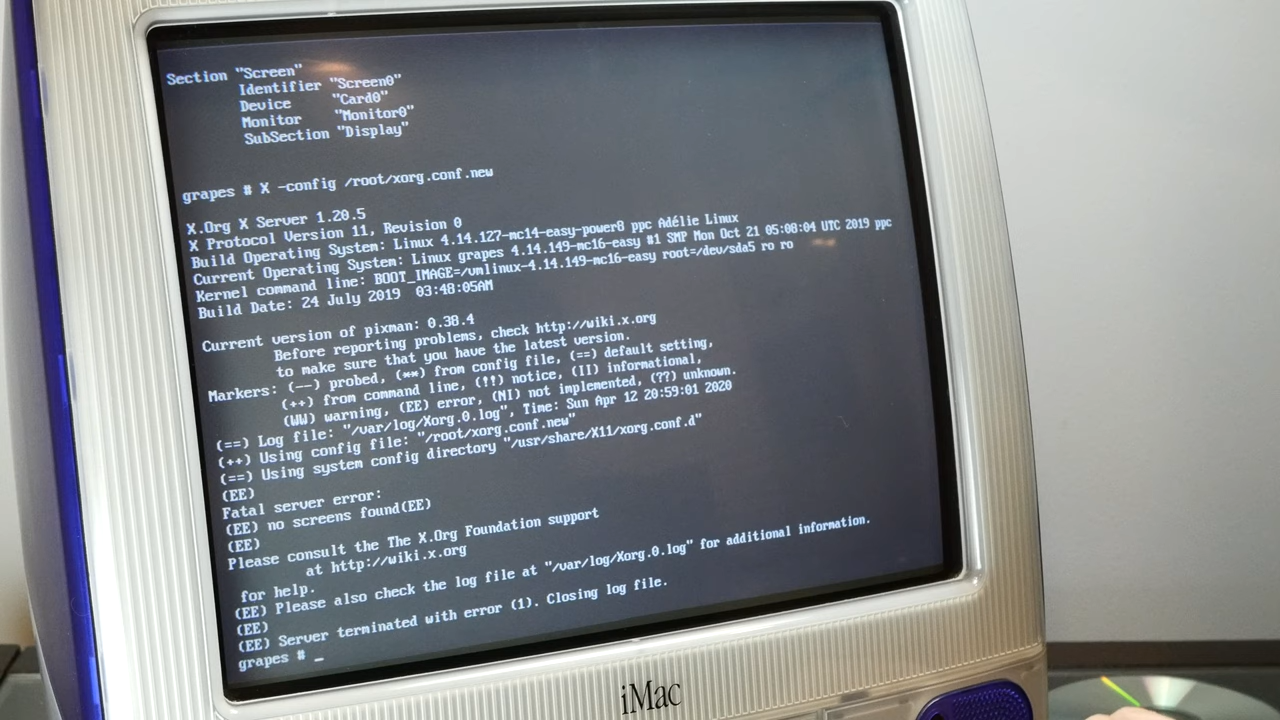 Section "Screen"
Identifier "Screen0"
Device "Card0"
Monitor "Monitor0"
SubSection "Display"
grapes # X -config /root/xorg.conf.new
X.Org X Server 1.20.5
X Protocol Version 11, Revision 0
Build Operating System: Linux 4.14.127-mc14-easy-power8 ppc Adélie Linux
Current Operating System: Linux grapes 4.14.149-mc16-easy #1 SMP Mon Oct 21 05:08:04 UTC 2019 ppc
Kernel command line: BOOT_IMAGE=/vmlinux-4.14.149-mc16-easy root=/dev/sda5 ro ro
Build Date: 24 July 2019 03:48:05AM
Current version of pixman: 0.38.4
Before reporting problems, check http://wiki.x.org
to make sure that you have the latest version.
Markers: (--) probed, (**) from config file, (==) default setting,
(++) from command line, (!!) notice, (II) informational,
(WW) warning, (EE) error, (NI) not implemented, (??) unknown.
(==) Log file: "/var/log/Xorg.0.log", Time: Sun Apr 12 20:59:01 2020
(++) Using config file: "/root/xorg.conf.new"
(==) Using system config directory "/usr/share/X11/xorg.conf.d"
(EE)
Fatal server error:
(EE) no screens found(EE)
(EE)
Please consult the The X.Org Foundation support
at http://wiki.x.org
for help.
(EE) Please also check the log file at "/var/log/Xorg.0.log" for additional information.
(EE)
(EE) Server terminated with error (1). Closing log file.
grapes # _
iMac